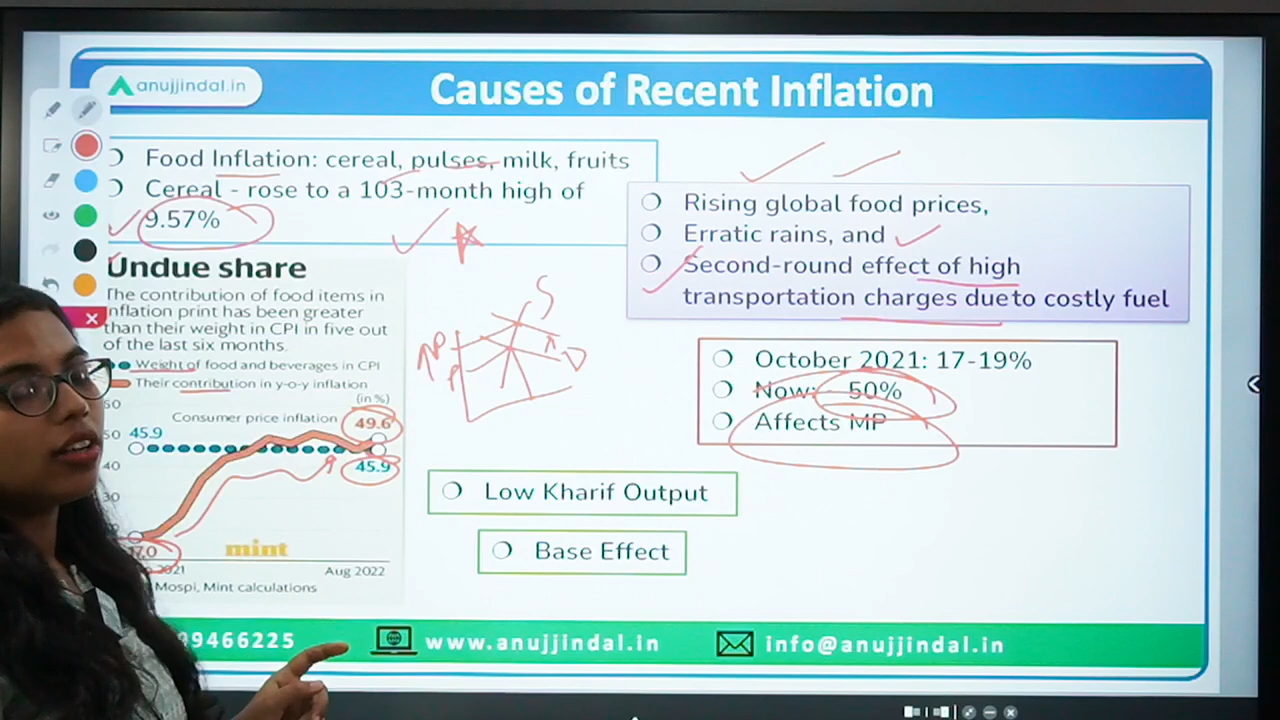 anujjindal.in
Causes of Recent Inflation
Food Inflation: cereal, pulses, milk, fruits
Cereal - rose to a 103-month high of
9.57%
Rising global food prices,
Erratic rains, and
Second-round effect of high
transportation charges due to costly fuel
Undue share
The contribution of food items in
inflation print has been greater
than their weight in CPI in five out
of the last six months.
Weight of food and beverages in CPI
Their contribution in y-o-y inflation
(in %)
Consumer price inflation
49.6
50
45.9
45.9
40
30
17.0
2021
Aug 2022
mint
Mospi, Mint calculations
S
D
P
P
October 2021: 17-19%
Now: - 50%
Affects MP
Low Kharif Output
Base Effect
99466225
www.anujjindal.in
info@anujjindal.in